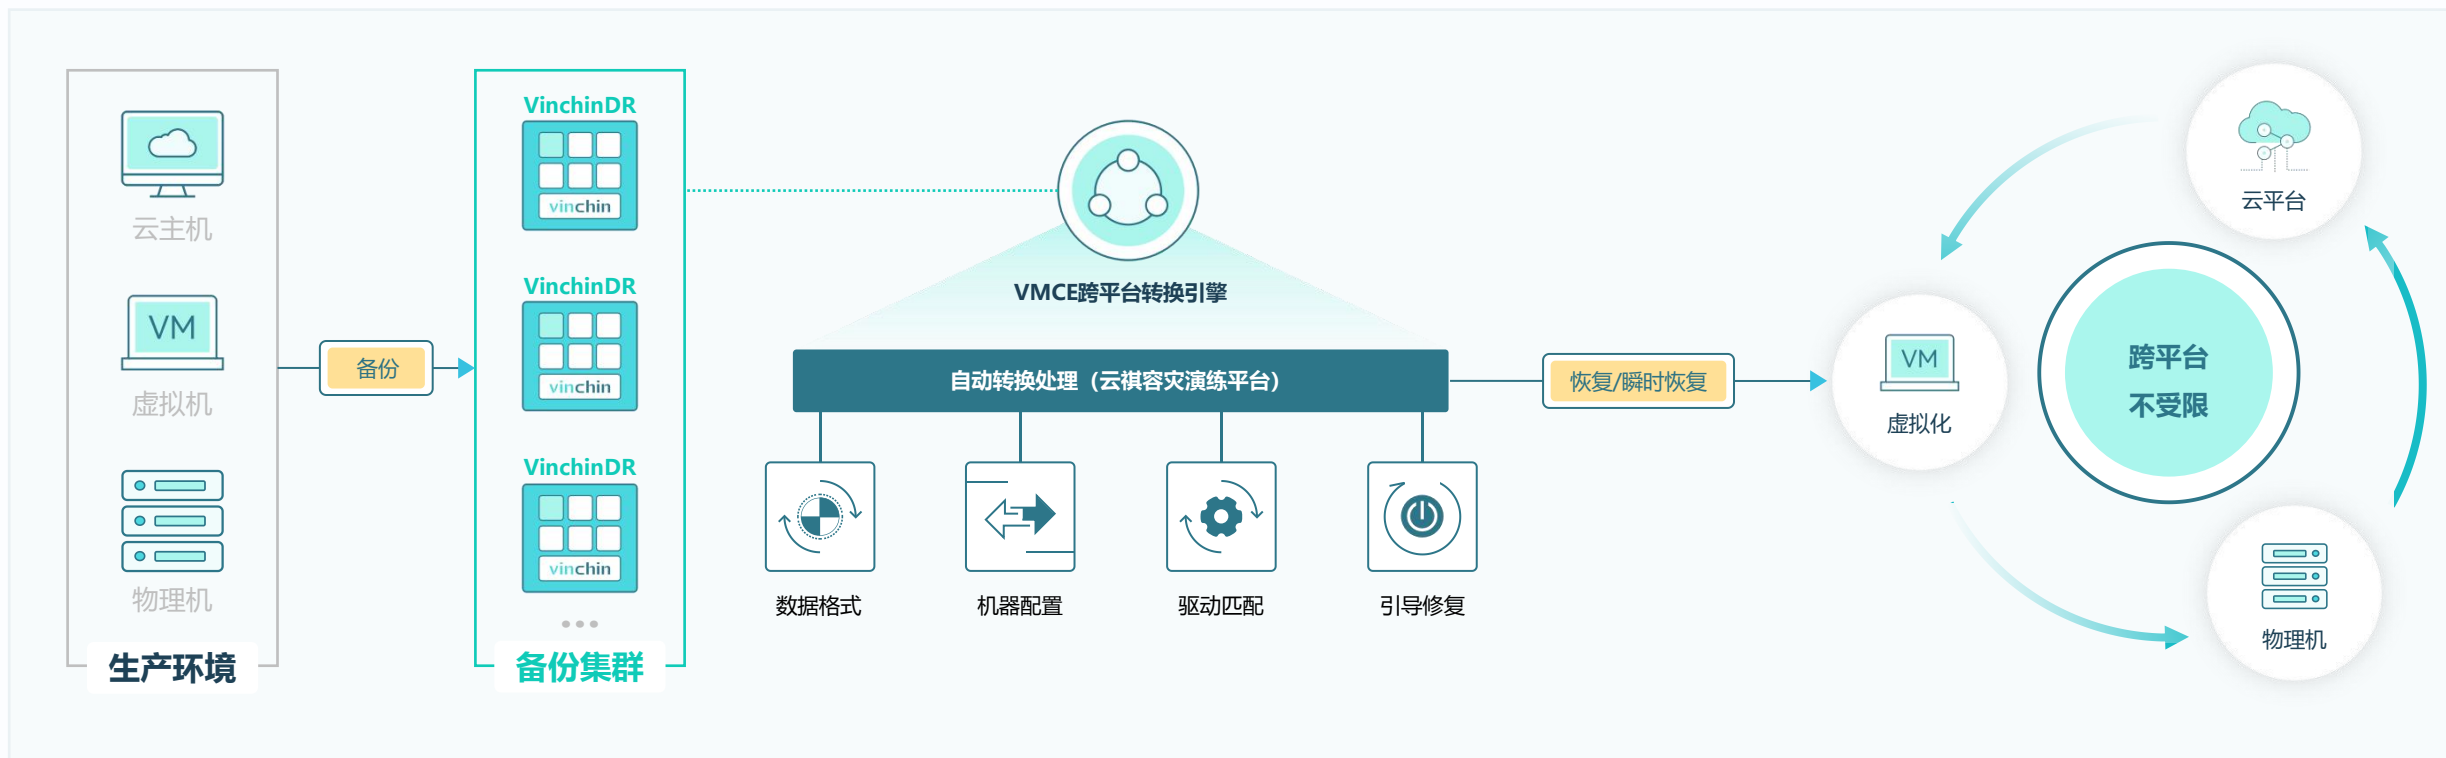 云主机
VM
虚拟机
物理机
生产环境
备份
VinchinDR
vinchin
VinchinDR
vinchin
VinchinDR
vinchin
备份集群
VMCE跨平台转换引擎
自动转换处理（云祺容灾演练平台）
数据格式
机器配置
驱动匹配
引导修复
恢复/瞬时恢复
云平台
VM
虚拟化
跨平台
不受限
物理机